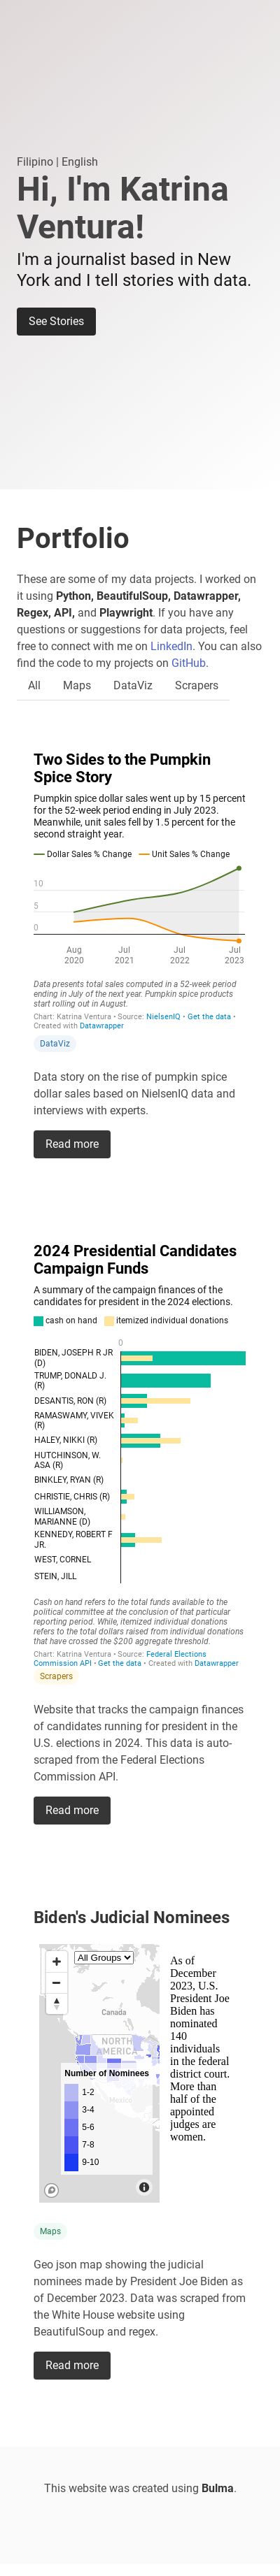 Filipino | English
Hi, I'm Katrina
Ventura!
I'm a journalist based in New
York and I tell stories with data.
See Stories
Portfolio
These are some of my data projects. I worked on
it using Python, BeautifulSoup, Datawrapper,
Regex, API, and Playwright. If you have any
questions or suggestions for data projects, feel
free to connect with me on LinkedIn. You can also
find the code to my projects on GitHub.
All Maps DataViz Scrapers
Two Sides to the Pumpkin
Spice Story
Pumpkin spice dollar sales went up by 15 percent
for the 52-week period ending in July 2023.
Meanwhile, unit sales fell by 1.5 percent for the
second straight year.
Dollar Sales % Change Unit Sales % Change
10
5
0
Aug Jul Jul Jul
2020 2021 2022 2023
Data presents total sales computed in a 52-week period
ending in July of the next year. Pumpkin spice products
start rolling out in August.
Chart: Katrina Ventura • Source: NielsenIQ • Get the data •
Created with Datawrapper
DataViz
Data story on the rise of pumpkin spice
dollar sales based on NielsenIQ data and
interviews with experts.
Read more
2024 Presidential Candidates
Campaign Funds
A summary of the campaign finances of the
candidates for president in the 2024 elections.
cash on hand itemized individual donations
0
BIDEN, JOSEPH R JR
(D)
TRUMP, DONALD J.
(R)
DESANTIS, RON (R)
RAMASWAMY, VIVEK
(R)
HALEY, NIKKI (R)
HUTCHINSON, W.
ASA (R)
BINKLEY, RYAN (R)
CHRISTIE, CHRIS (R)
WILLIAMSON,
MARIANNE (D)
KENNEDY, ROBERT F
JR.
WEST, CORNEL
STEIN, JILL
Cash on hand refers to the total funds available to the
political committee at the conclusion of that particular
reporting period. While, itemized individual donations
refers to the total dollars raised from individual donations
that have crossed the $200 aggregate threshold.
Chart: Katrina Ventura • Source: Federal Elections
Commission API • Get the data • Created with Datawrapper
Scrapers
Website that tracks the campaign finances
of candidates running for president in the
U.S. elections in 2024. This data is auto-
scraped from the Federal Elections
Commission API.
Read more
Biden's Judicial Nominees
All Groups
Canada
NORTH
AMERICA
Mexico
Number of Nominees
1-2
3-4
5-6
7-8
9-10
As of
December
2023, U.S.
President Joe
Biden has
nominated
140
individuals
in the federal
district court.
More than
half of the
appointed
judges are
women.
Maps
Geo json map showing the judicial
nominees made by President Joe Biden as
of December 2023. Data was scraped from
the White House website using
BeautifulSoup and regex.
Read more
This website was created using Bulma.